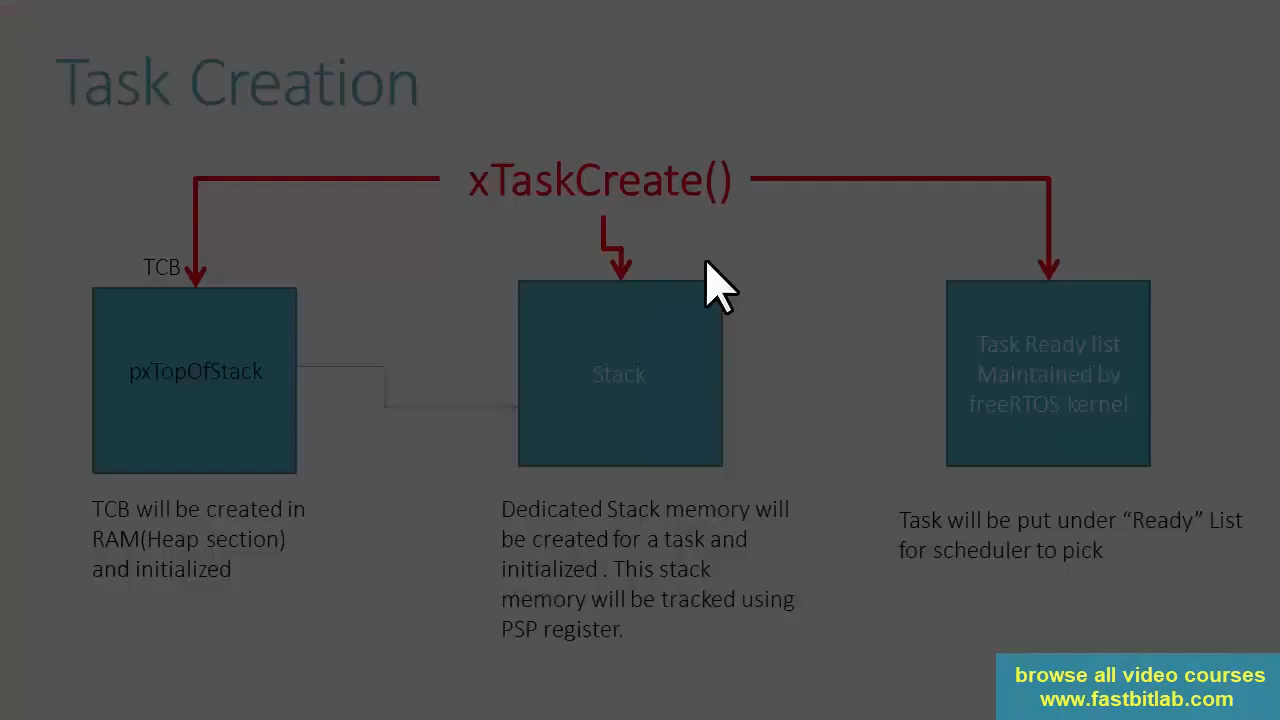 Task Creation
xTaskCreate()
TCB
pxTopOfStack
Stack
Task Ready list
Maintained by
freeRTOS kernel
TCB will be created in
RAM(Heap section)
and initialized
Dedicated Stack memory will
be created for a task and
initialized . This stack
memory will be tracked using
PSP register.
Task will be put under “Ready” List
for scheduler to pick
browse all video courses
www.fastbitlab.com